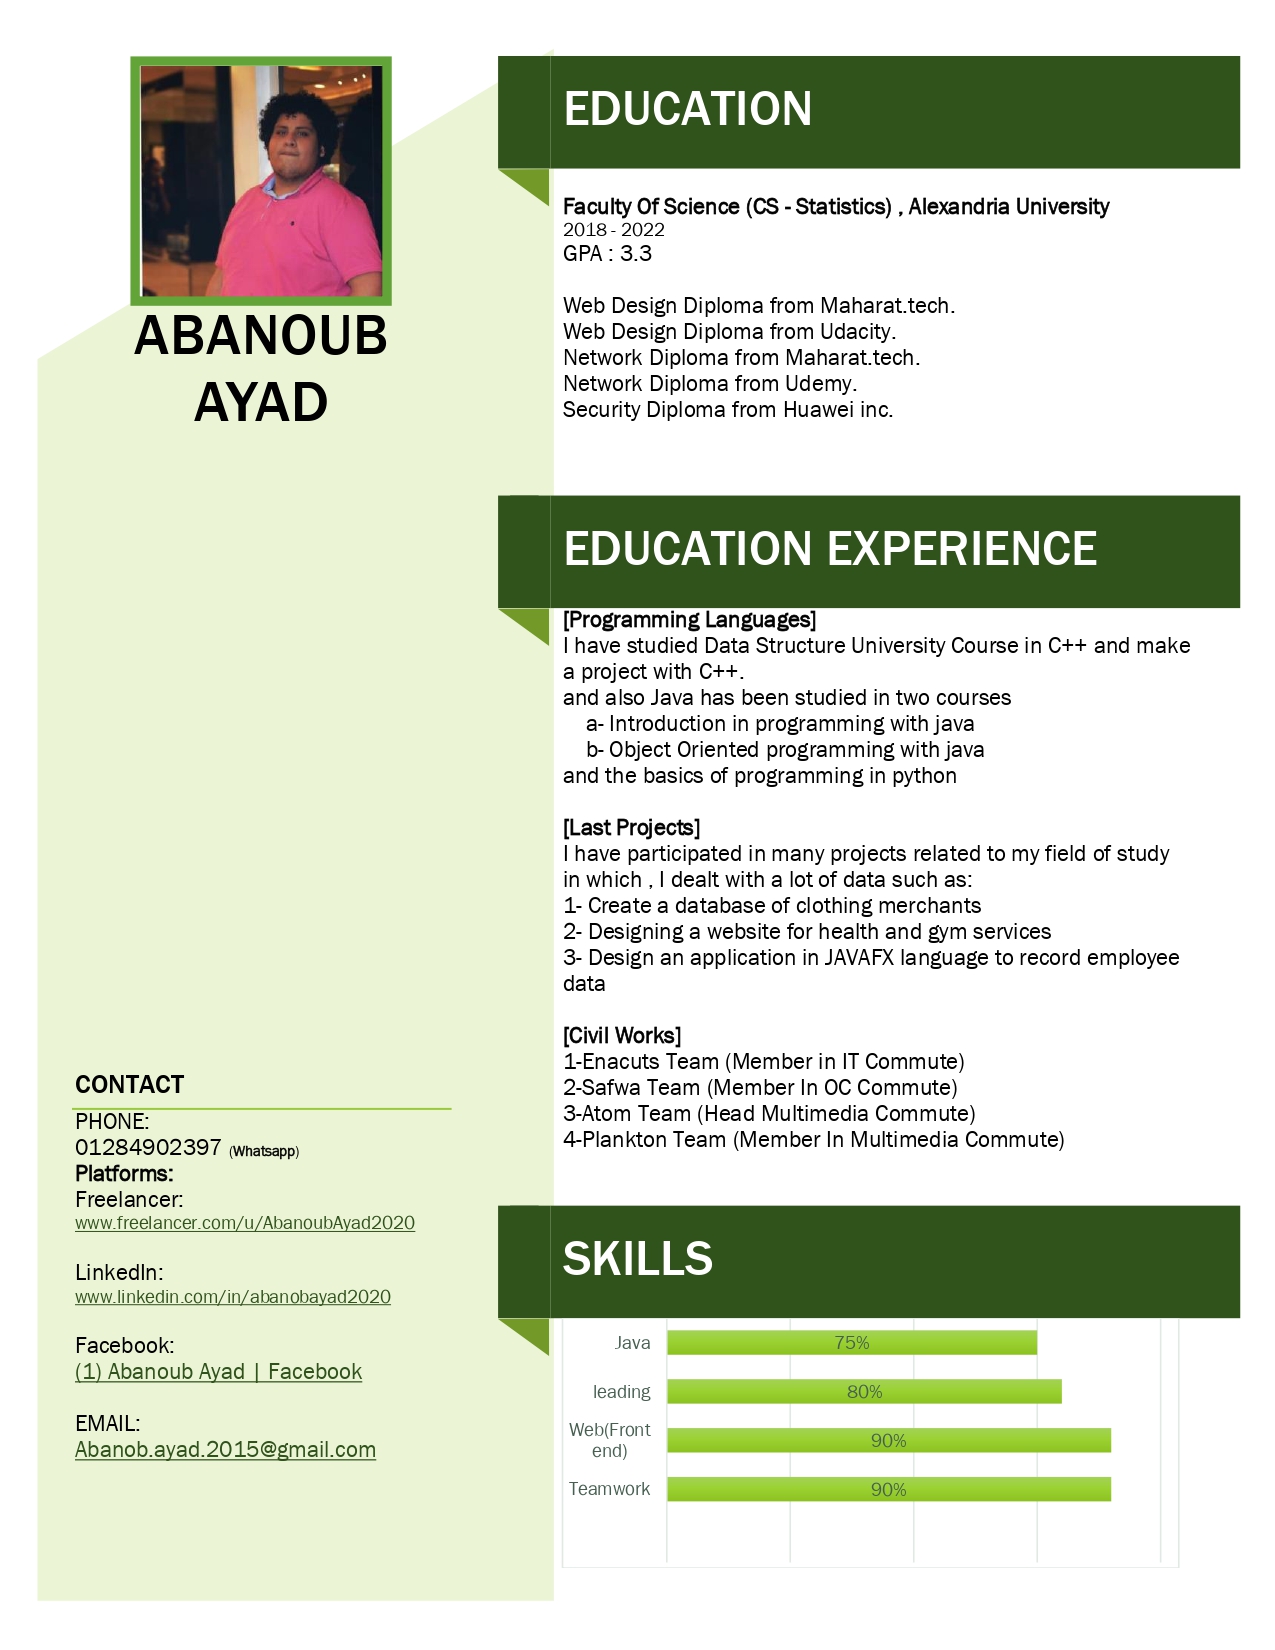 ABANOUB
AYAD
CONTACT
PHONE:
01284902397 (Whatsapp)
Platforms:
Freelancer:
www.freelancer.com/u/AbanoubAyad2020
LinkedIn:
www.linkedin.com/in/abanobayad2020
Facebook:
(1) Abanoub Ayad | Facebook
EMAIL:
Abanob.ayad.2015@gmail.com
EDUCATION
Faculty Of Science (CS - Statistics) , Alexandria University
2018 - 2022
GPA : 3.3
Web Design Diploma from Maharat.tech.
Web Design Diploma from Udacity.
Network Diploma from Maharat.tech.
Network Diploma from Udemy.
Security Diploma from Huawei inc.
EDUCATION EXPERIENCE
[Programming Languages]
I have studied Data Structure University Course in C++ and make
a project with C++.
and also Java has been studied in two courses
a- Introduction in programming with java
b- Object Oriented programming with java
and the basics of programming in python
[Last Projects]
I have participated in many projects related to my field of study
in which , I dealt with a lot of data such as:
1- Create a database of clothing merchants
2- Designing a website for health and gym services
3- Design an application in JAVAFX language to record employee
data
[Civil Works]
1-Enacuts Team (Member in IT Commute)
2-Safwa Team (Member In OC Commute)
3-Atom Team (Head Multimedia Commute)
4-Plankton Team (Member In Multimedia Commute)
SKILLS
Java 75%
leading 80%
Web(Front
end) 90%
Teamwork 90%